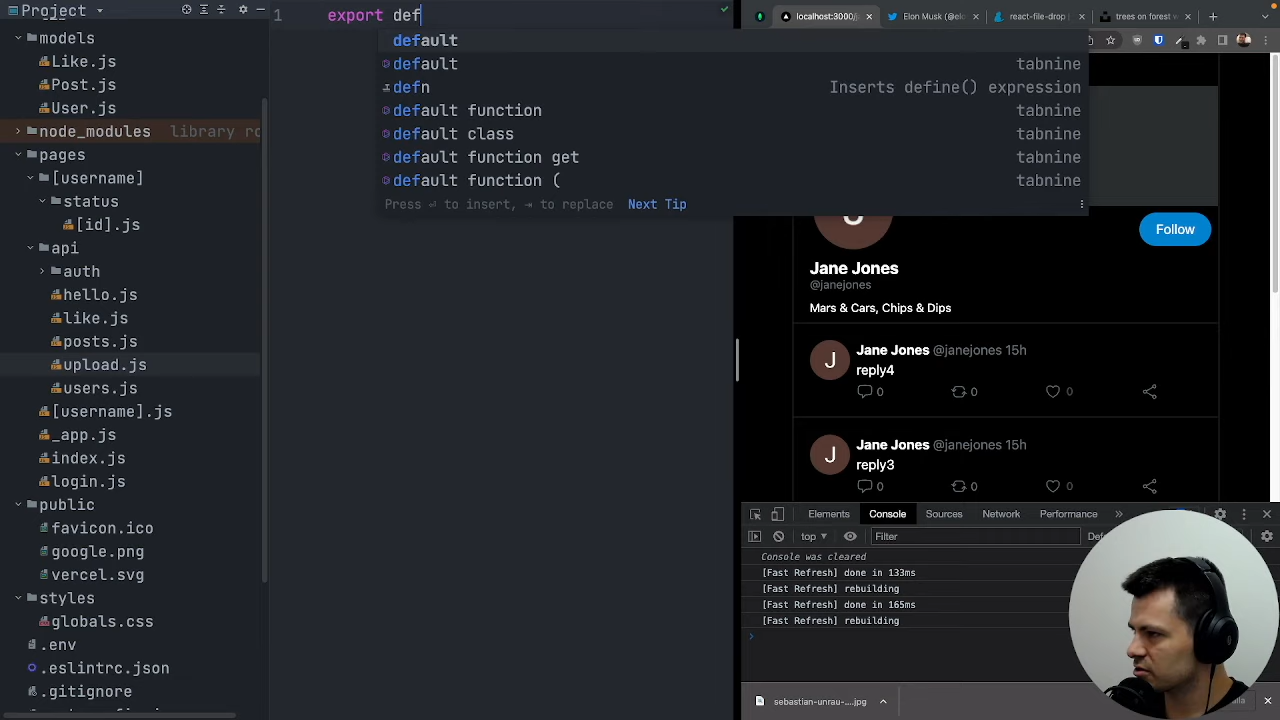 Project
models
Like.js
Post.js
User.js
node_modules library ro
pages
[username]
status
[id].js
api
auth
hello.js
like.js
posts.js
upload.js
users.js
[username].js
_app.js
index.js
login.js
public
favicon.ico
google.png
vercel.svg
styles
globals.css
.env
.eslintrc.json
.gitignore
1 export def
default
default tabnine
defn Inserts define() expression
default function tabnine
default class tabnine
default function get tabnine
default function ( tabnine
Press ⏎ to insert, ⇥ to replace Next Tip
localhost:3000/j
Elon Musk (@elo
react-file-drop
trees on forest w
J
Follow
Jane Jones
@janejones
Mars & Cars, Chips & Dips
J
Jane Jones @janejones 15h
reply4
0 0 0
J
Jane Jones @janejones 15h
reply3
0 0 0
Elements Console Sources Network Performance »
top Filter Def
Console was cleared
[Fast Refresh] done in 133ms
[Fast Refresh] rebuilding
[Fast Refresh] done in 165ms
[Fast Refresh] rebuilding
sebastian-unrau-....jpg